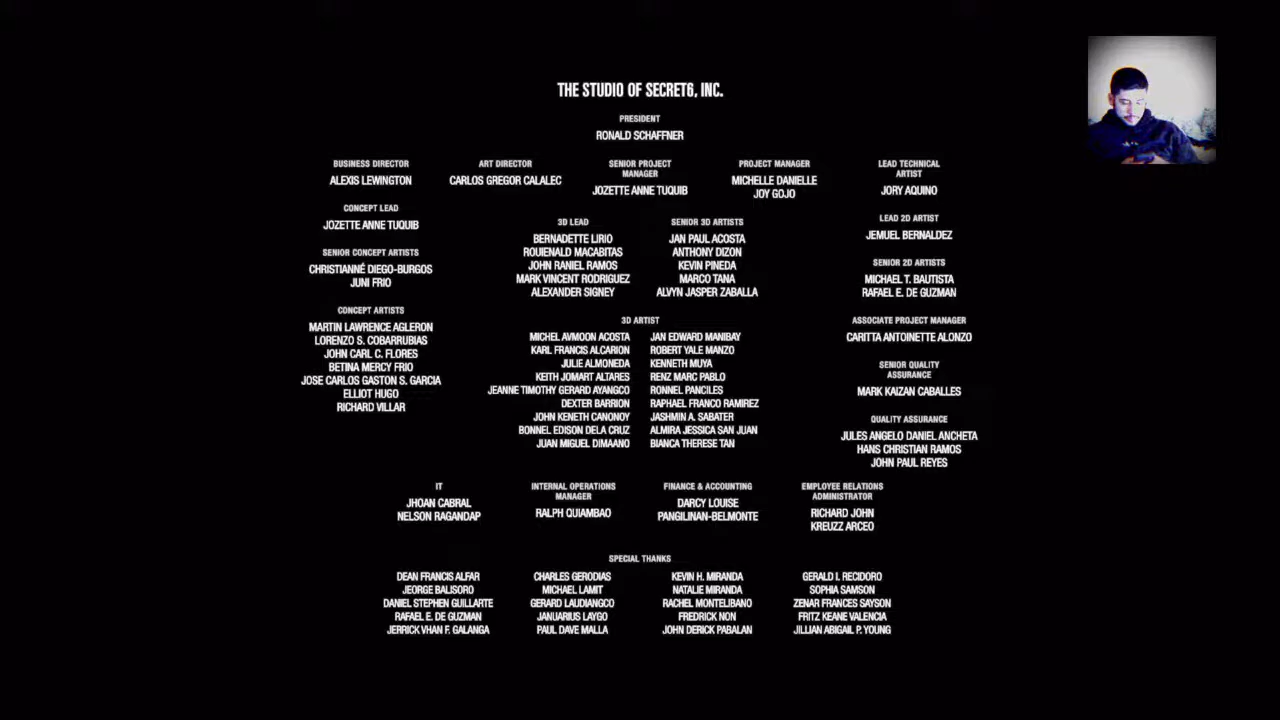 THE STUDIO OF SECRET6, INC.
PRESIDENT
RONALD SCHAFFNER
BUSINESS DIRECTOR
ALEXIS LEWINGTON
ART DIRECTOR
CARLOS GREGOR CALALEC
SENIOR PROJECT
MANAGER
JOZETTE ANNE TUQUIB
PROJECT MANAGER
MICHELLE DANIELLE
JOY GOJO
LEAD TECHNICAL
ARTIST
JORY AQUINO
CONCEPT LEAD
JOZETTE ANNE TUQUIB
SENIOR CONCEPT ARTISTS
CHRISTIANNÉ DIEGO-BURGOS
JUNI FRIO
CONCEPT ARTISTS
MARTIN LAWRENCE AGLERON
LORENZO S. COBARRUBIAS
JOHN CARL C. FLORES
BETINA MERCY FRIO
JOSE CARLOS GASTON S. GARCIA
ELLIOT HUGO
RICHARD VILLAR
3D LEAD
BERNADETTE LIRIO
ROUIENALD MACABITAS
JOHN RANIEL RAMOS
MARK VINCENT RODRIGUEZ
ALEXANDER SIGNEY
SENIOR 3D ARTISTS
JAN PAUL ACOSTA
ANTHONY DIZON
KEVIN PINEDA
MARCO TANA
ALVYN JASPER ZABALLA
3D ARTIST
MICHEL AVMOON ACOSTA
KARL FRANCIS ALCARION
JULIE ALMONEDA
KEITH JOMART ALTARES
JEANNE TIMOTHY GERARD AYANGCO
DEXTER BARRION
JOHN KENETH CANONOY
BONNEL EDISON DELA CRUZ
JUAN MIGUEL DIMAANO
JAN EDWARD MANIBAY
ROBERT YALE MANZO
KENNETH MUYA
RENZ MARC PABLO
RONNEL PANCILES
RAPHAEL FRANCO RAMIREZ
JASHMIN A. SABATER
ALMIRA JESSICA SAN JUAN
BIANCA THERESE TAN
LEAD 2D ARTIST
JEMUEL BERNALDEZ
SENIOR 2D ARTISTS
MICHAEL T. BAUTISTA
RAFAEL E. DE GUZMAN
ASSOCIATE PROJECT MANAGER
CARITTA ANTOINETTE ALONZO
SENIOR QUALITY
ASSURANCE
MARK KAIZAN CABALLES
QUALITY ASSURANCE
JULES ANGELO DANIEL ANCHETA
HANS CHRISTIAN RAMOS
JOHN PAUL REYES
IT
JHOAN CABRAL
NELSON RAGANDAP
INTERNAL OPERATIONS
MANAGER
RALPH QUIAMBAO
FINANCE & ACCOUNTING
DARCY LOUISE
PANGILINAN-BELMONTE
EMPLOYEE RELATIONS
ADMINISTRATOR
RICHARD JOHN
KREUZZ ARCEO
SPECIAL THANKS
DEAN FRANCIS ALFAR
JEORGE BALISORO
DANIEL STEPHEN GUILLARTE
RAFAEL E. DE GUZMAN
JERRICK VHAN F. GALANGA
CHARLES GERODIAS
MICHAEL LAMIT
GERARD LAUDIANGCO
JANUARIUS LAYGO
PAUL DAVE MALLA
KEVIN H. MIRANDA
NATALIE MIRANDA
RACHEL MONTELIBANO
FREDRICK NON
JOHN DERICK PABALAN
GERALD I. RECIDORO
SOPHIA SAMSON
ZENAR FRANCES SAYSON
FRITZ KEANE VALENCIA
JILLIAN ABIGAIL P. YOUNG